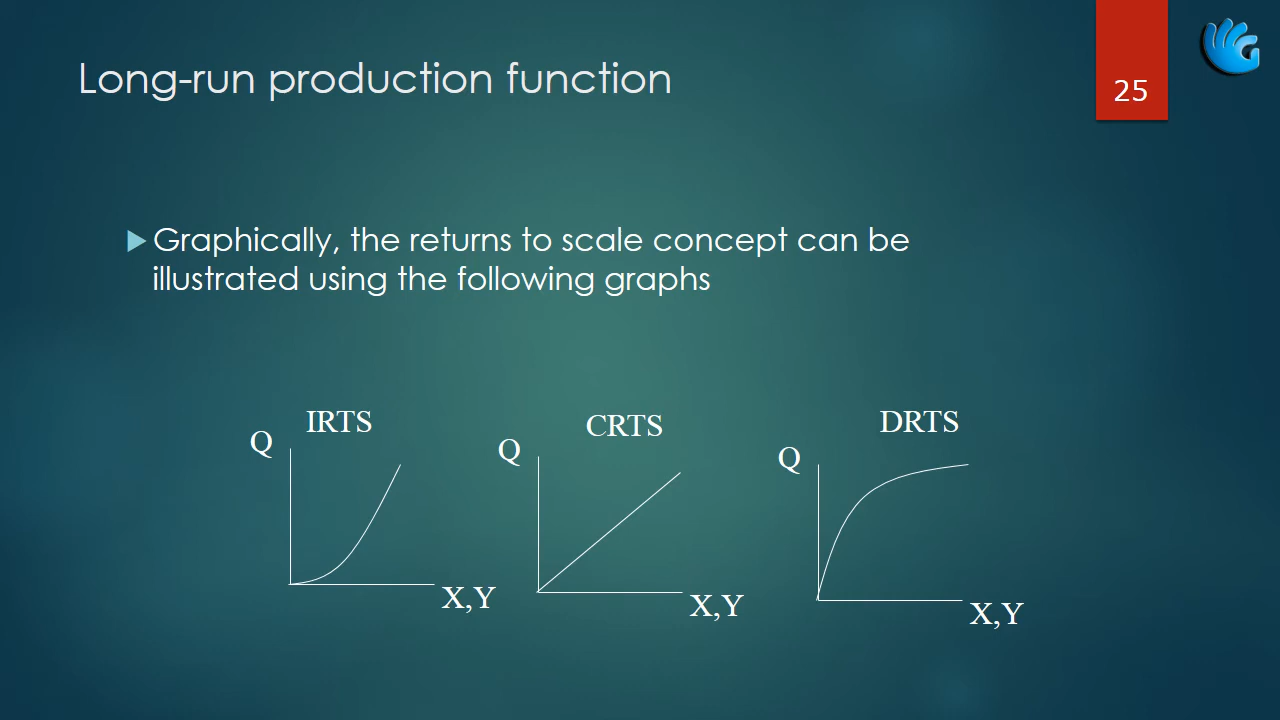 Long-run production function
25
Graphically, the returns to scale concept can be
illustrated using the following graphs
IRTS
Q
X,Y
CRTS
Q
X,Y
DRTS
Q
X,Y